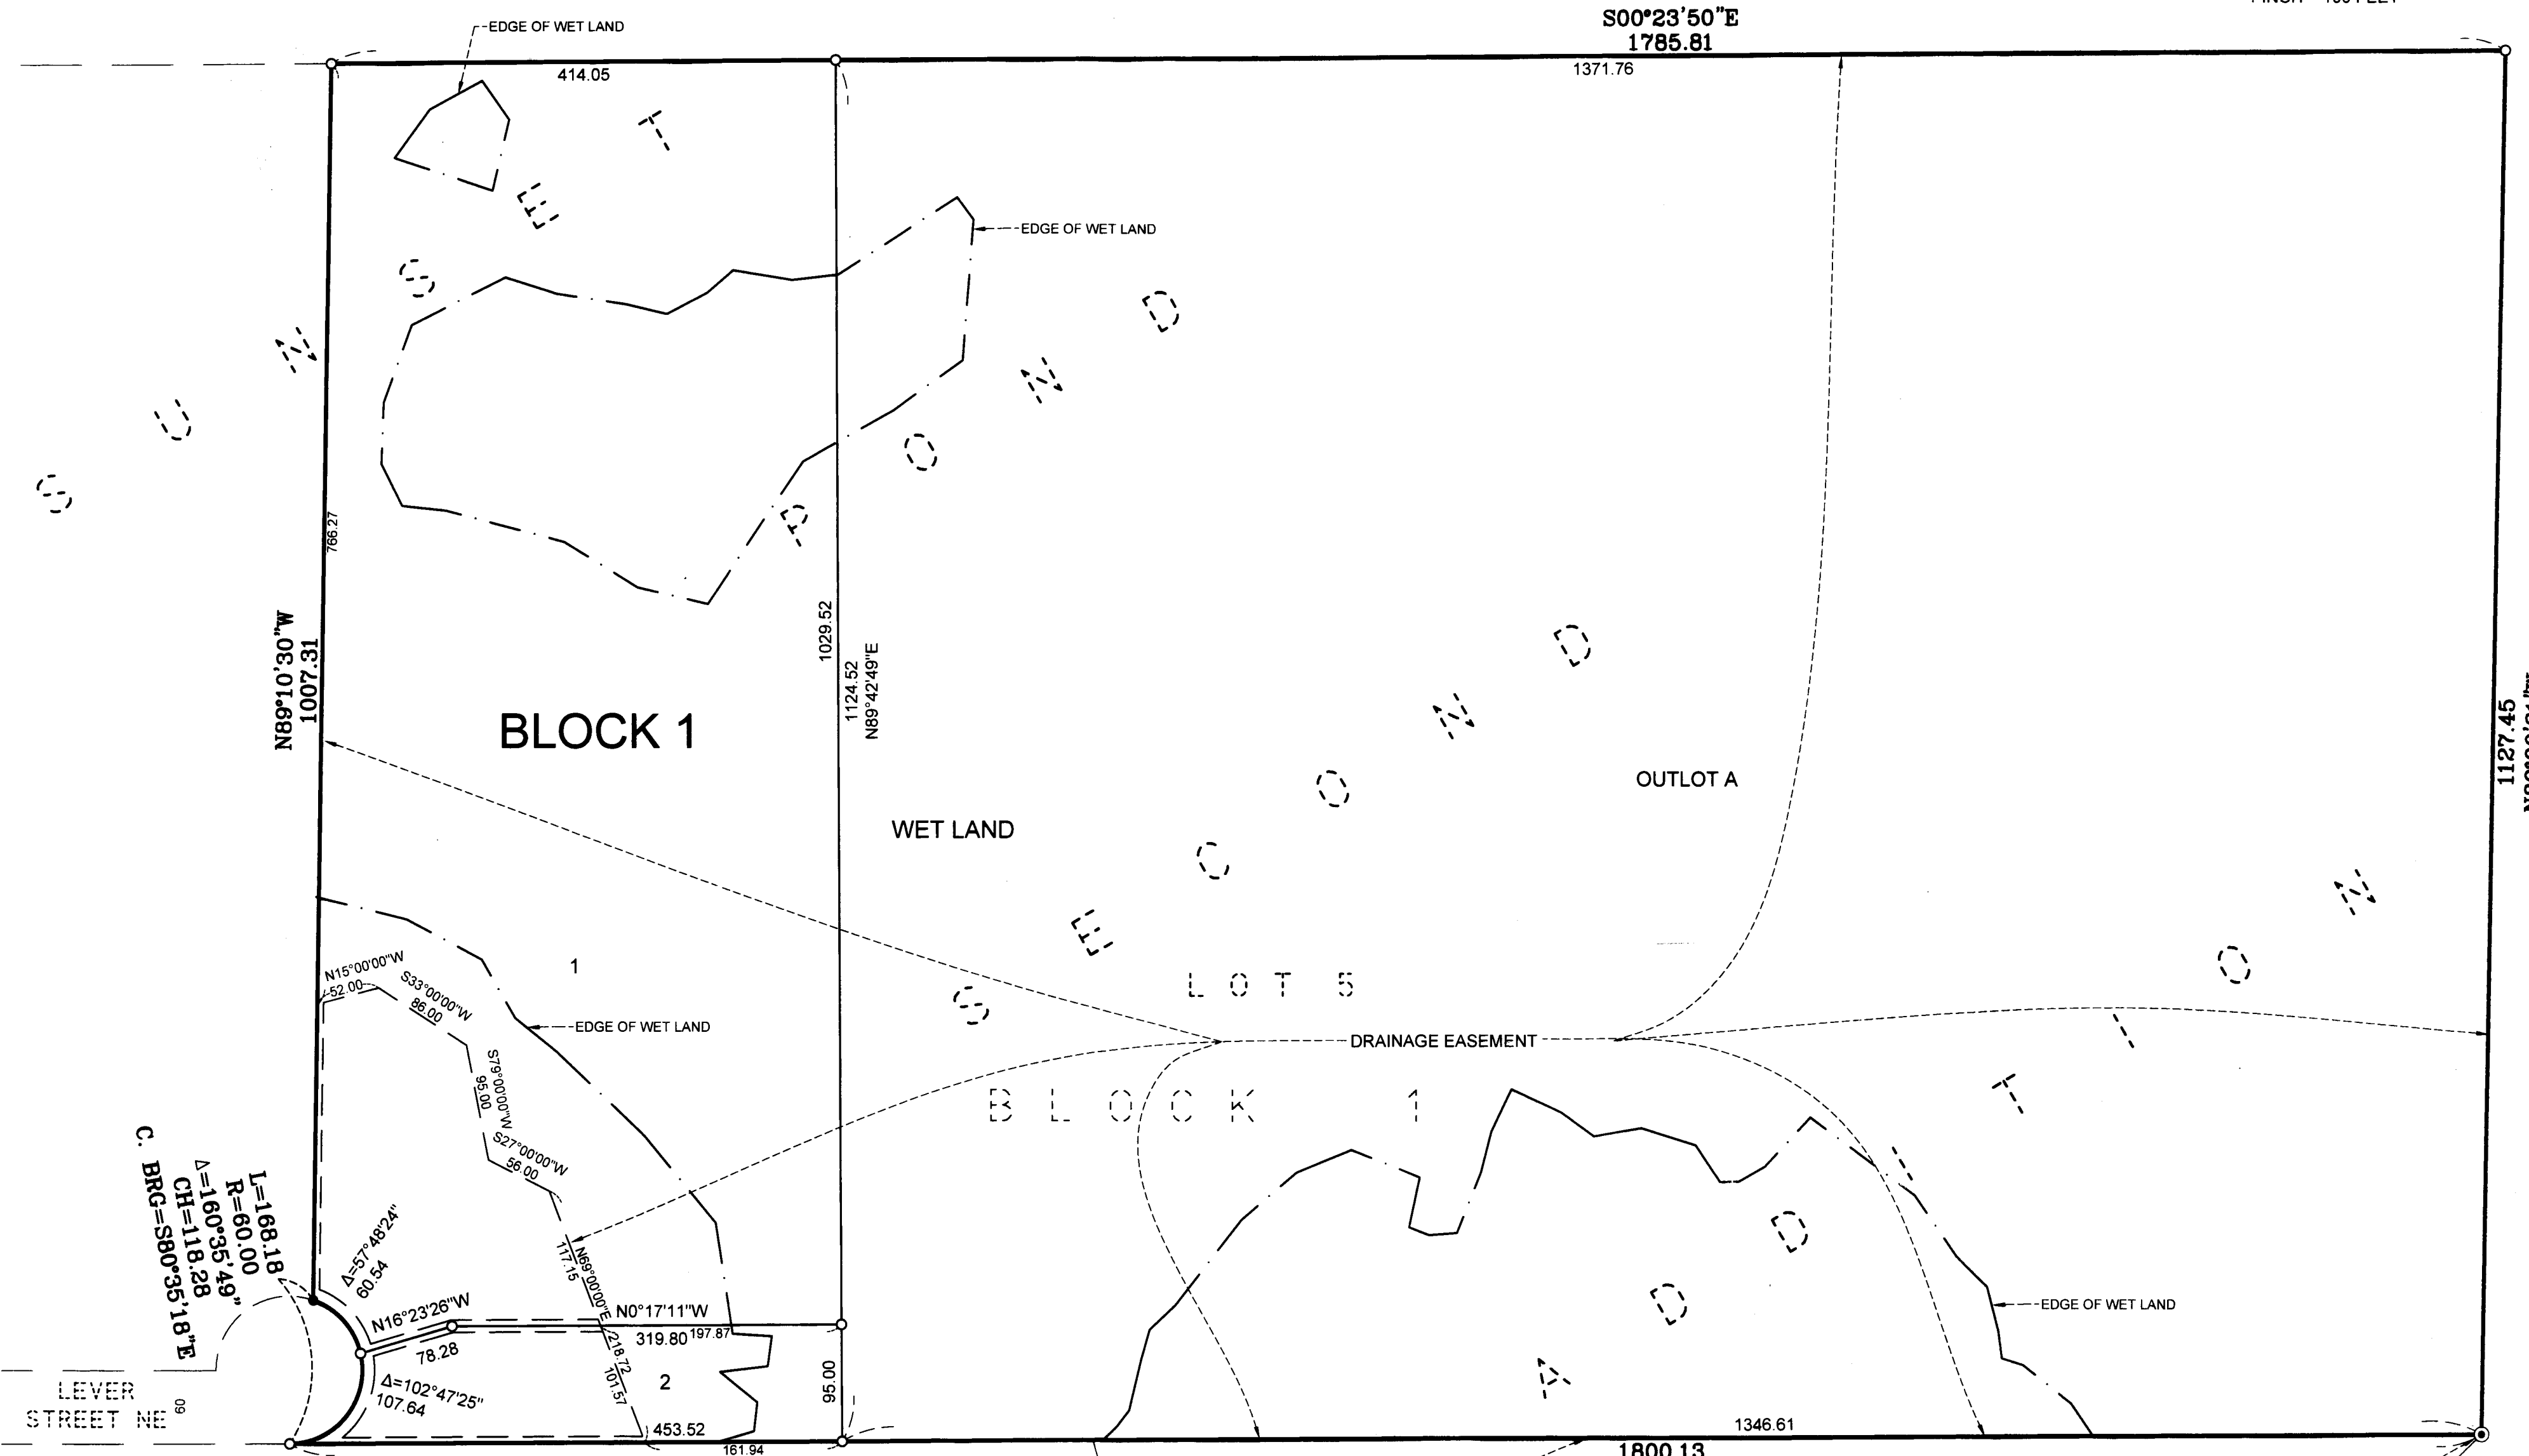 EDGE OF WET LAND
S00°23'50"E
1785.81
414.05
1371.76
SUNSET
POND
SECOND
ADDITION
EDGE OF WET LAND
766.27
N89°10'30"W
1007.31
BLOCK 1
1029.52
1124.52
N89°42'49"E
WET LAND
OUTLOT A
1127.45
LOT 5
DRAINAGE EASEMENT
BLOCK 1
1
N15°00'00"W
52.00
S33°00'00"W
86.00
EDGE OF WET LAND
S79°00'00"W
95.00
S27°00'00"W
56.00
N69°00'00"E
117.15
218.72
101.57
L=168.18
R=60.00
Δ=160°35'49"
CH=118.28
C. BRG=S80°35'18"E
Δ=57°48'24"
60.54
N16°23'26"W
78.28
N0°17'11"W
319.80
197.87
2
95.00
Δ=102°47'25"
107.64
453.52
161.94
LEVER
STREET NE
60
EDGE OF WET LAND
1346.61
1800.13